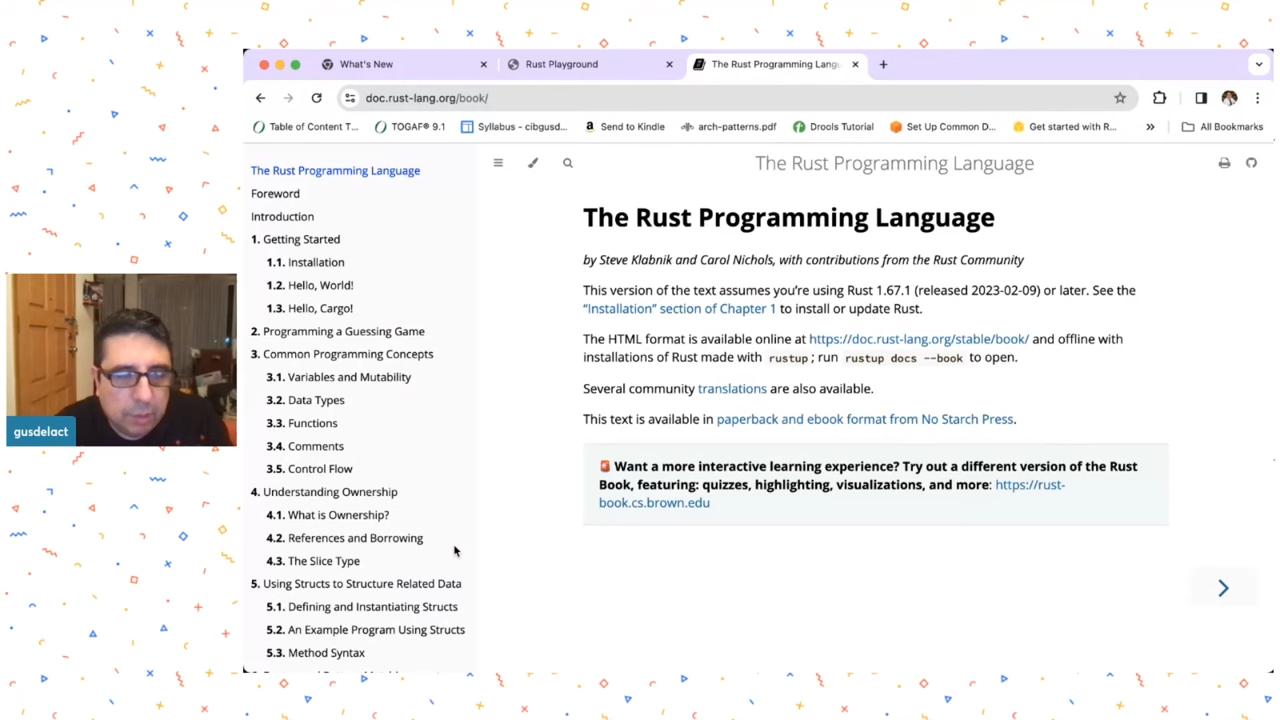 What's New
Rust Playground
The Rust Programming Langu
doc.rust-lang.org/book/
Table of Content T...
TOGAF® 9.1
Syllabus - cibgusd...
Send to Kindle
arch-patterns.pdf
Drools Tutorial
Set Up Common D...
Get started with R...
All Bookmarks
The Rust Programming Language
Foreword
Introduction
1. Getting Started
1.1. Installation
1.2. Hello, World!
1.3. Hello, Cargo!
2. Programming a Guessing Game
3. Common Programming Concepts
3.1. Variables and Mutability
3.2. Data Types
3.3. Functions
3.4. Comments
3.5. Control Flow
4. Understanding Ownership
4.1. What is Ownership?
4.2. References and Borrowing
4.3. The Slice Type
5. Using Structs to Structure Related Data
5.1. Defining and Instantiating Structs
5.2. An Example Program Using Structs
5.3. Method Syntax
The Rust Programming Language
The Rust Programming Language
by Steve Klabnik and Carol Nichols, with contributions from the Rust Community
This version of the text assumes you're using Rust 1.67.1 (released 2023-02-09) or later. See the
"Installation" section of Chapter 1 to install or update Rust.
The HTML format is available online at https://doc.rust-lang.org/stable/book/ and offline with
installations of Rust made with rustup; run rustup docs --book to open.
Several community translations are also available.
This text is available in paperback and ebook format from No Starch Press.
🚨 Want a more interactive learning experience? Try out a different version of the Rust
Book, featuring: quizzes, highlighting, visualizations, and more: https://rust-
book.cs.brown.edu
gusdelact